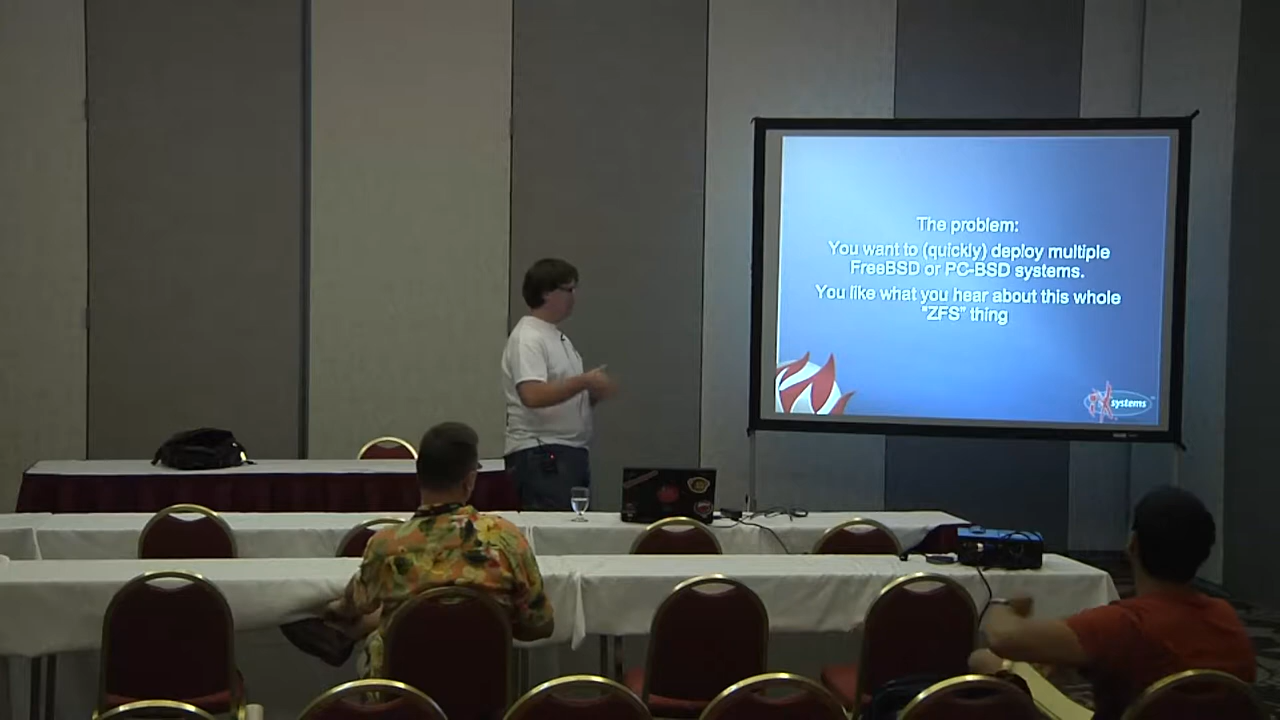 The problem:
You want to (quickly) deploy multiple
FreeBSD or PC-BSD systems.
You like what you hear about this whole
"ZFS" thing
iXsystems